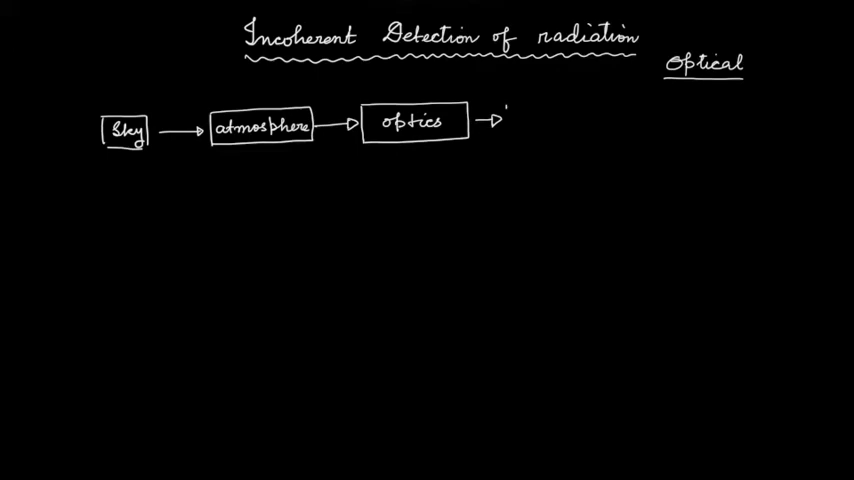 Incoherent Detection of radiation
Optical
Sky
atmosphere
optics